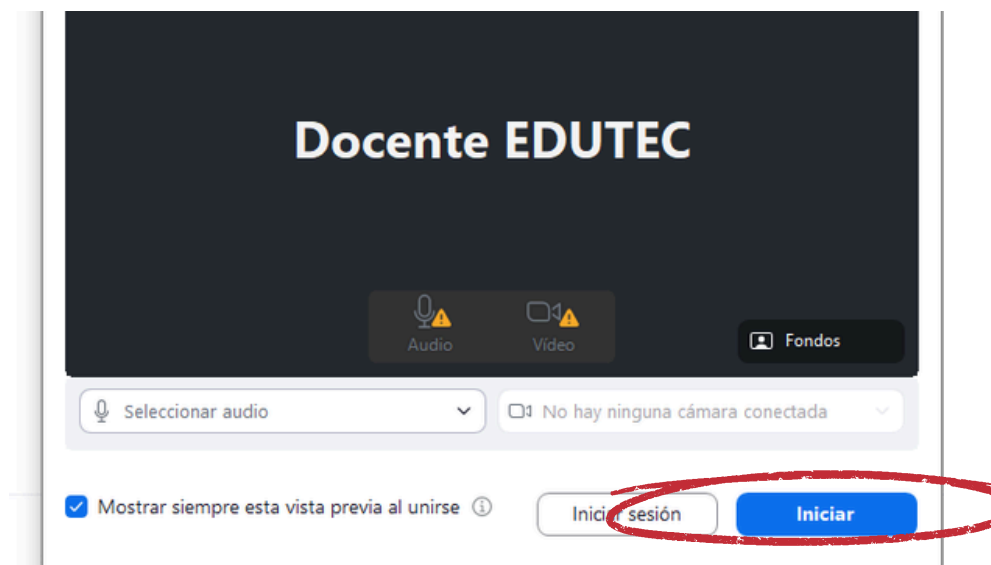 Docente EDUTEC
Audio
Vídeo
Fondos
Seleccionar audio
No hay ninguna cámara conectada
Mostrar siempre esta vista previa al unirse
Iniciar sesión
Iniciar